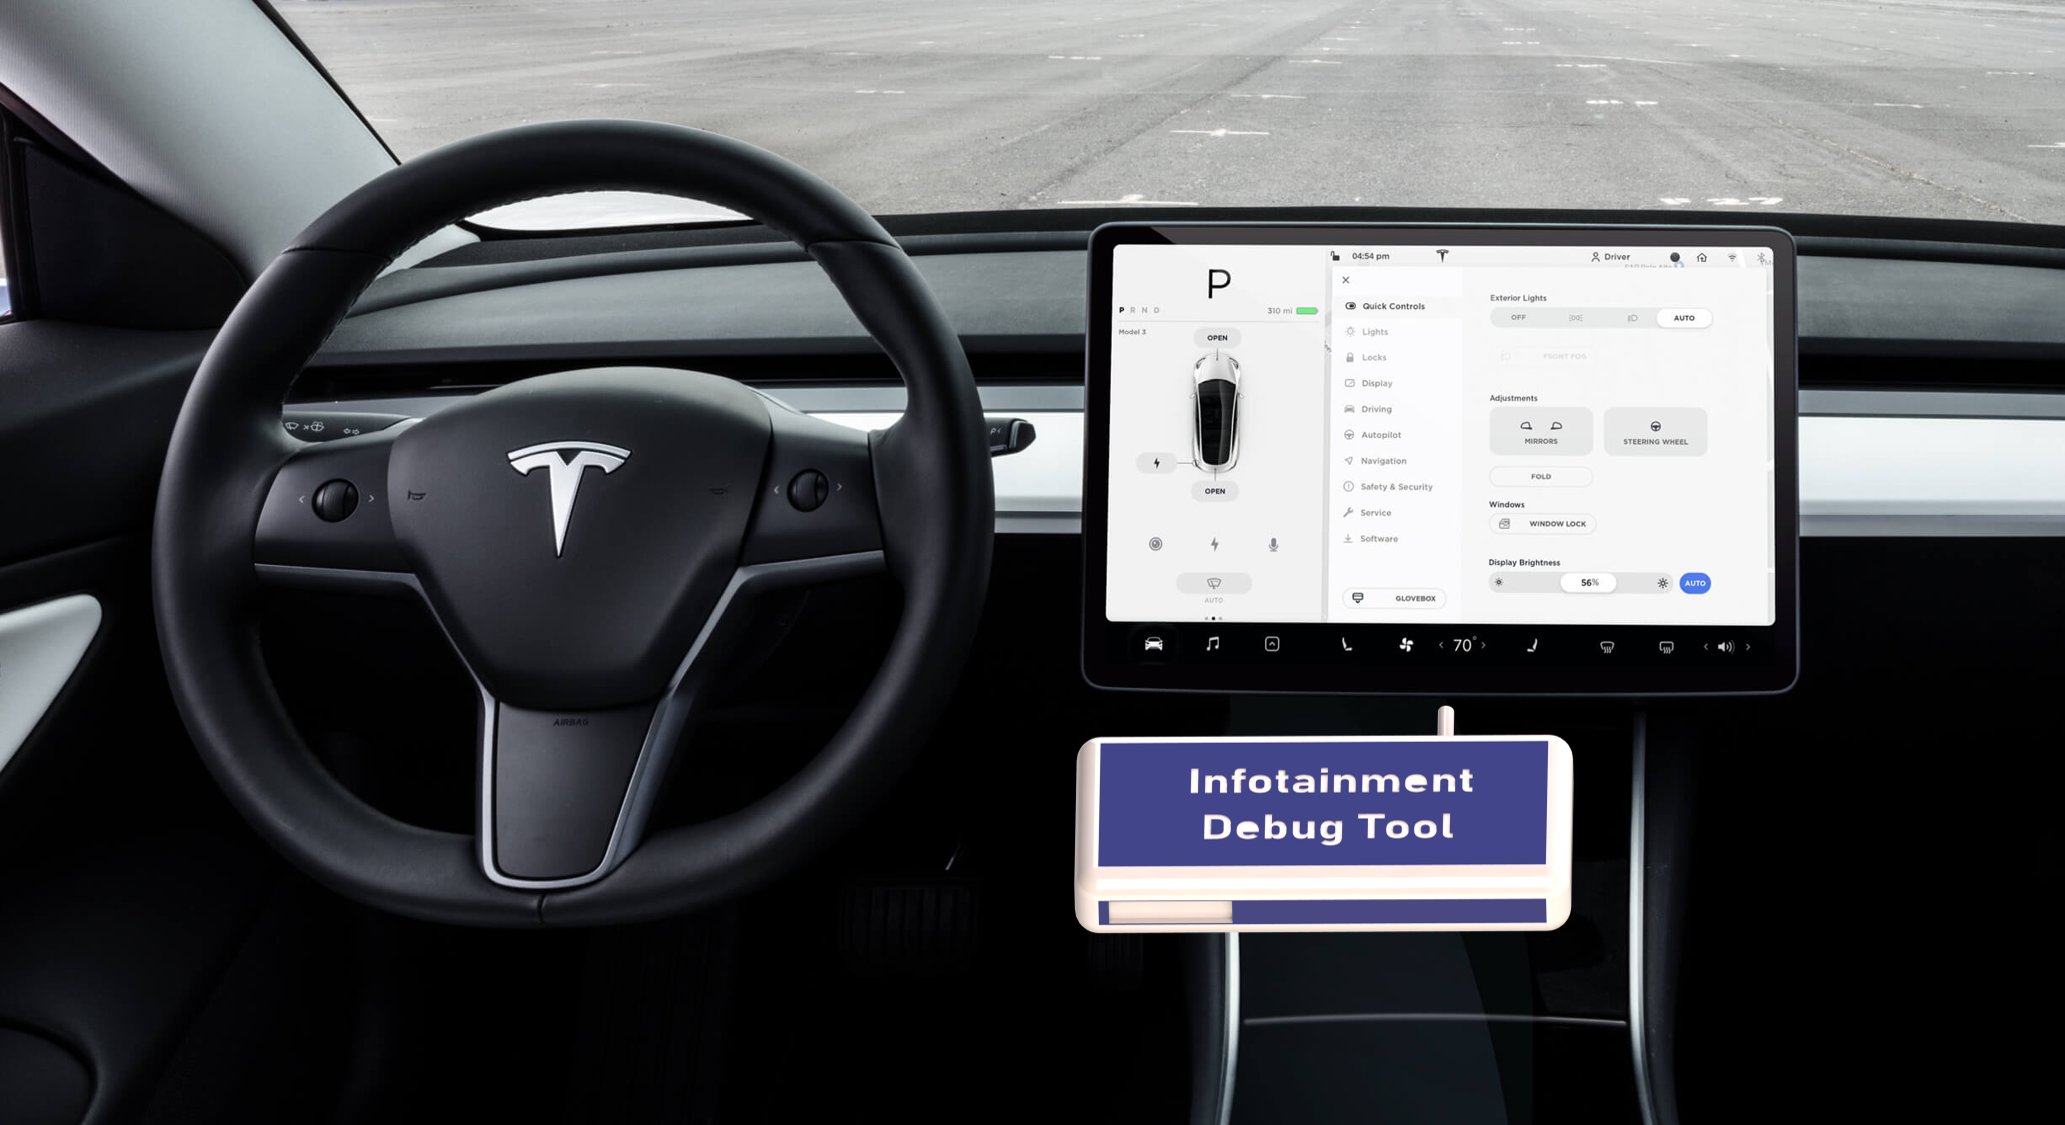 P
P R N D
310 mi
Model 3
OPEN
OPEN
AUTO
04:54 pm
Driver
Quick Controls
Lights
Locks
Display
Driving
Autopilot
Navigation
Safety & Security
Service
Software
GLOVEBOX
Exterior Lights
OFF
AUTO
FRONT FOG
Adjustments
MIRRORS
STEERING WHEEL
FOLD
Windows
WINDOW LOCK
Display Brightness
56%
AUTO
70°
AIRBAG
Infotainment
Debug Tool